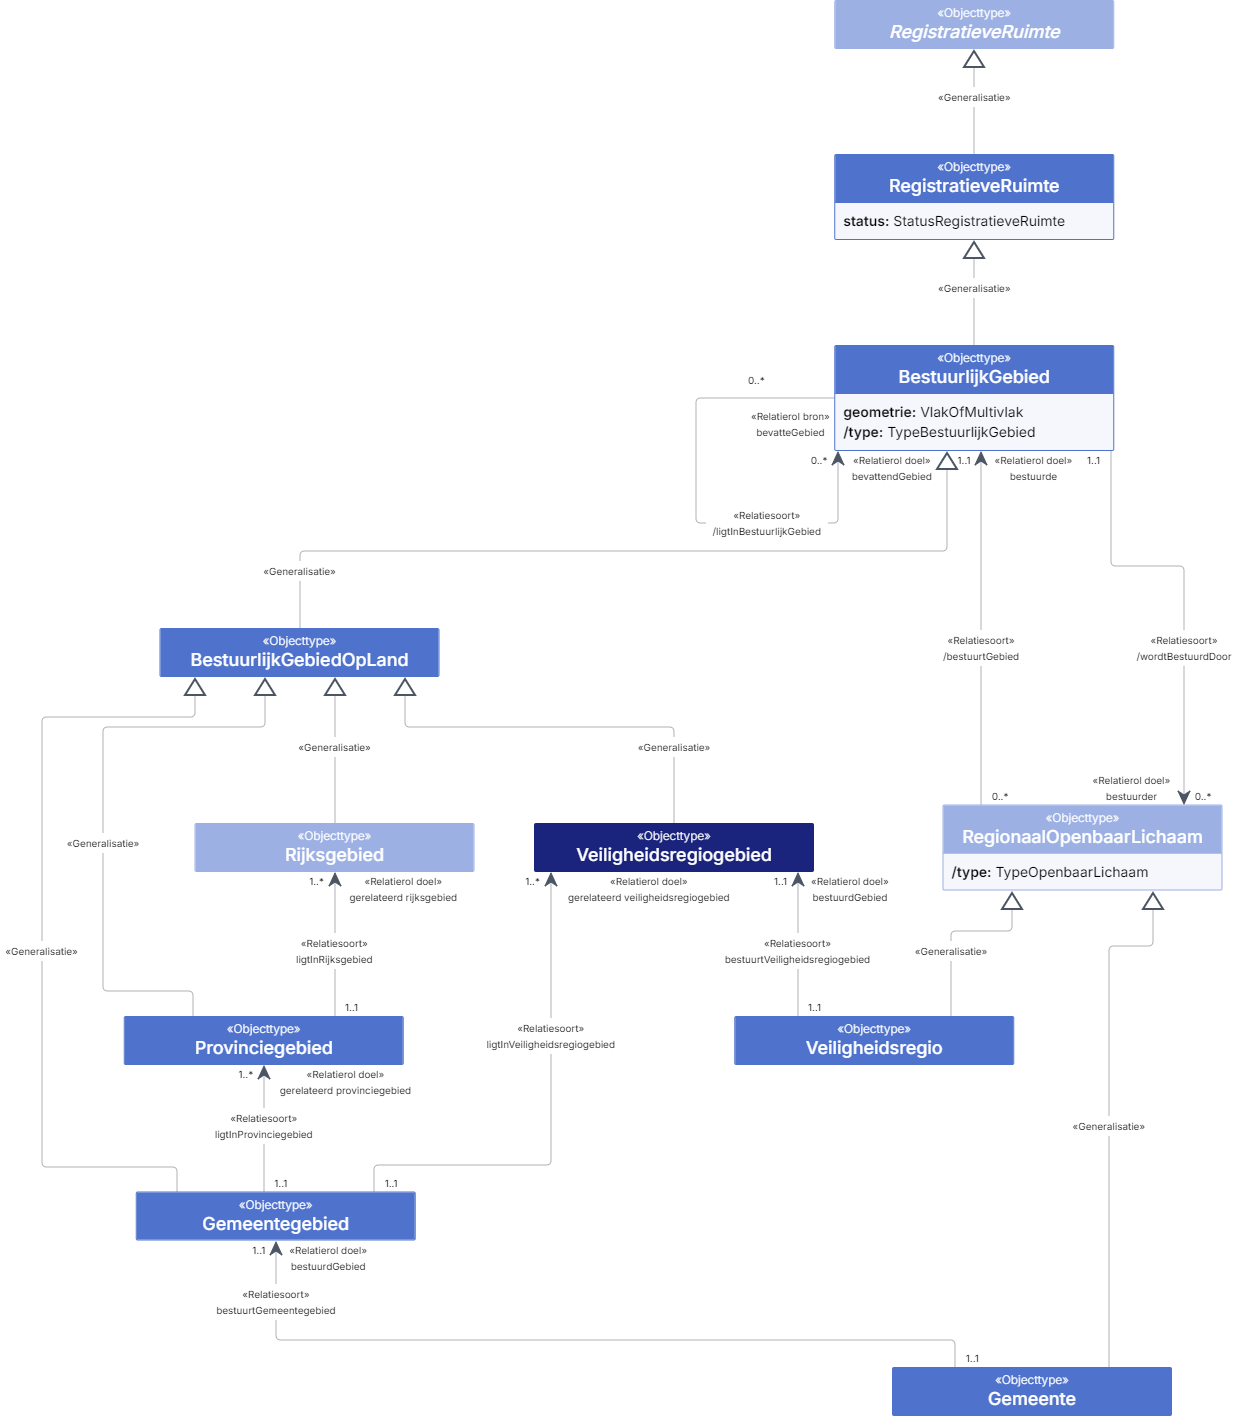 «Objecttype»
RegistratieveRuimte
«Generalisatie»
«Objecttype»
RegistratieveRuimte
status: StatusRegistratieveRuimte
«Generalisatie»
«Objecttype»
BestuurlijkGebied
geometrie: VlakOfMultivlak
/type: TypeBestuurlijkGebied
0..*
«Relatierol bron»
bevatteGebied
0..*
«Relatierol doel»
bevattendGebied
1..1
«Relatierol doel»
bestuurde
1..1
«Relatiesoort»
/ligtInBestuurlijkGebied
«Generalisatie»
«Objecttype»
BestuurlijkGebiedOpLand
«Relatiesoort»
/bestuurtGebied
«Relatiesoort»
/wordtBestuurdDoor
«Generalisatie»
«Generalisatie»
«Relatierol doel»
bestuurder
0..*
0..*
«Generalisatie»
«Objecttype»
Rijksgebied
«Objecttype»
Veiligheidsregiogebied
«Objecttype»
RegionaalOpenbaarLichaam
/type: TypeOpenbaarLichaam
1..*
«Relatierol doel»
gerelateerd rijksgebied
1..*
«Relatierol doel»
gerelateerd veiligheidsregiogebied
1..1
«Relatierol doel»
bestuurdGebied
«Generalisatie»
«Relatiesoort»
ligtInRijksgebied
«Relatiesoort»
bestuurtVeiligheidsregiogebied
«Generalisatie»
1..1
1..1
«Objecttype»
Provinciegebied
«Relatiesoort»
ligtInVeiligheidsregiogebied
«Objecttype»
Veiligheidsregio
1..*
«Relatierol doel»
gerelateerd provinciegebied
«Relatiesoort»
ligtInProvinciegebied
«Generalisatie»
1..1
1..1
«Objecttype»
Gemeentegebied
1..1
«Relatierol doel»
bestuurdGebied
«Relatiesoort»
bestuurtGemeentegebied
1..1
«Objecttype»
Gemeente